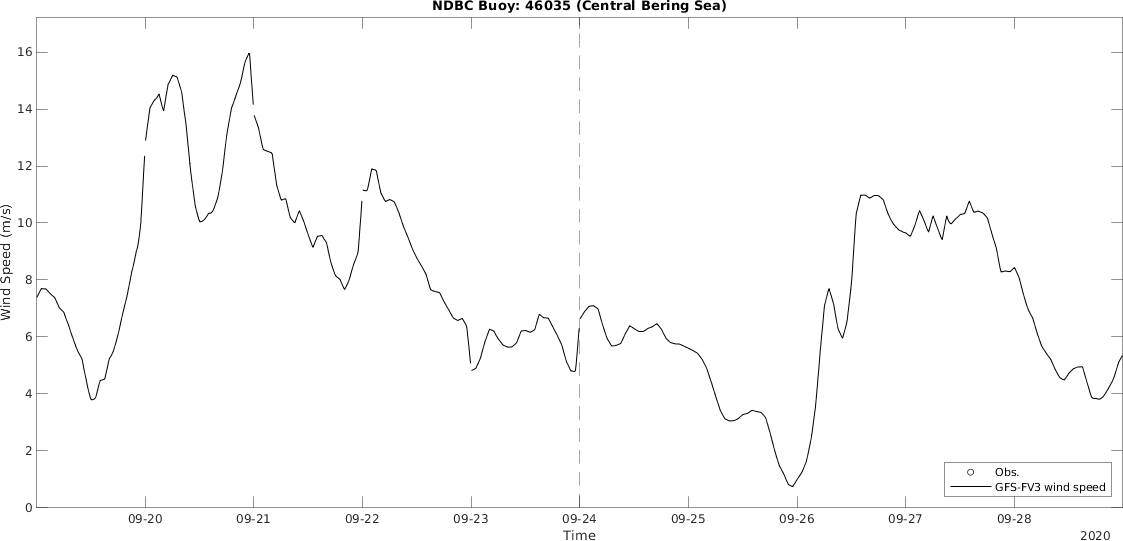 NDBC Buoy: 46035 (Central Bering Sea)
16
14
12
10
8
6
4
2
0
Wind Speed (m/s)
Obs.
GFS-FV3 wind speed
09-20 09-21 09-22 09-23 09-24 09-25 09-26 09-27 09-28
Time
2020